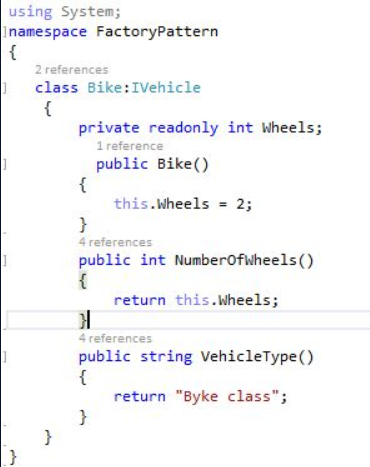 using System;
namespace FactoryPattern
{
2 references
class Bike:IVehicle
{
private readonly int Wheels;
1 reference
public Bike()
{
this.Wheels = 2;
}
4 references
public int NumberOfWheels()
{
return this.Wheels;
}
4 references
public string VehicleType()
{
return "Byke class";
}
}
}